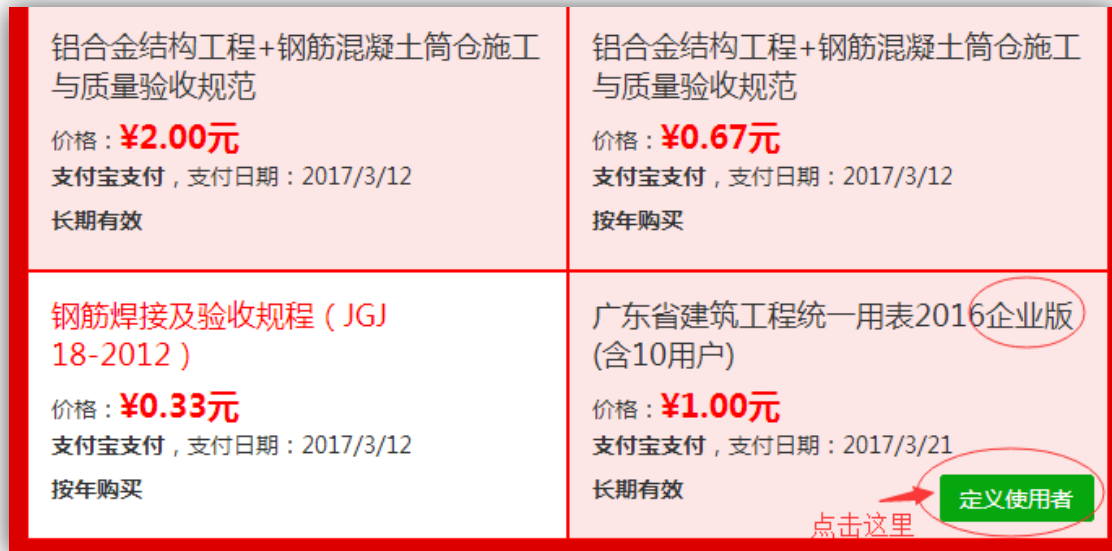 铝合金结构工程+钢筋混凝土筒仓施工
与质量验收规范
价格：¥2.00元
支付宝支付，支付日期：2017/3/12
长期有效
铝合金结构工程+钢筋混凝土筒仓施工
与质量验收规范
价格：¥0.67元
支付宝支付，支付日期：2017/3/12
按年购买
钢筋焊接及验收规程（JGJ
18-2012）
价格：¥0.33元
支付宝支付，支付日期：2017/3/12
按年购买
广东省建筑工程统一用表2016企业版
(含10用户)
价格：¥1.00元
支付宝支付，支付日期：2017/3/21
长期有效
定义使用者
点击这里